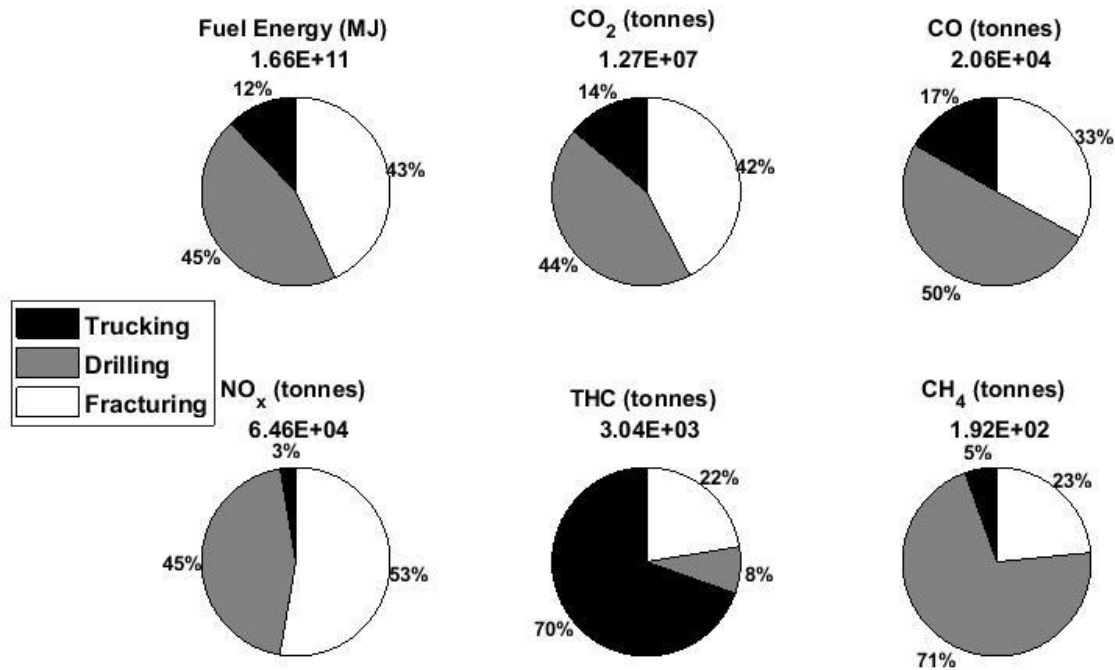 Fuel Energy (MJ)
1.66E+11
12%
43%
45%
CO2 (tonnes)
1.27E+07
14%
42%
44%
CO (tonnes)
2.06E+04
17%
33%
50%
Trucking
Drilling
Fracturing
NOx (tonnes)
6.46E+04
3%
45%
53%
THC (tonnes)
3.04E+03
22%
8%
70%
CH4 (tonnes)
1.92E+02
5%
23%
71%